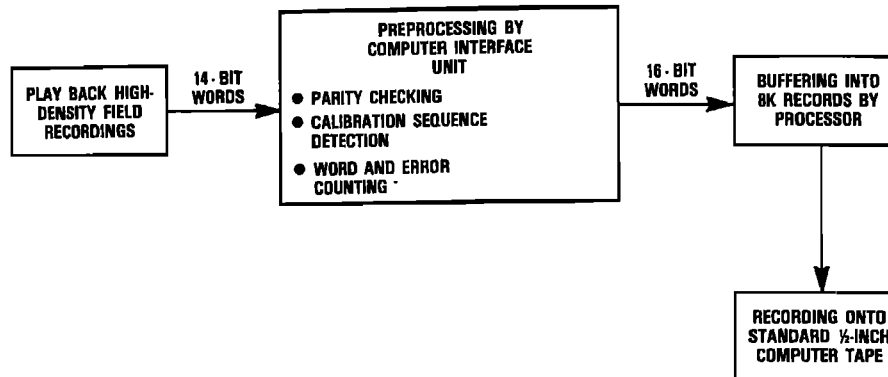 PLAY BACK HIGH-
DENSITY FIELD
RECORDINGS
14-BIT
WORDS
PREPROCESSING BY
COMPUTER INTERFACE
UNIT
● PARITY CHECKING
● CALIBRATION SEQUENCE
DETECTION
● WORD AND ERROR
COUNTING
16-BIT
WORDS
BUFFERING INTO
8K RECORDS BY
PROCESSOR
RECORDING ONTO
STANDARD ½-INCH
COMPUTER TAPE